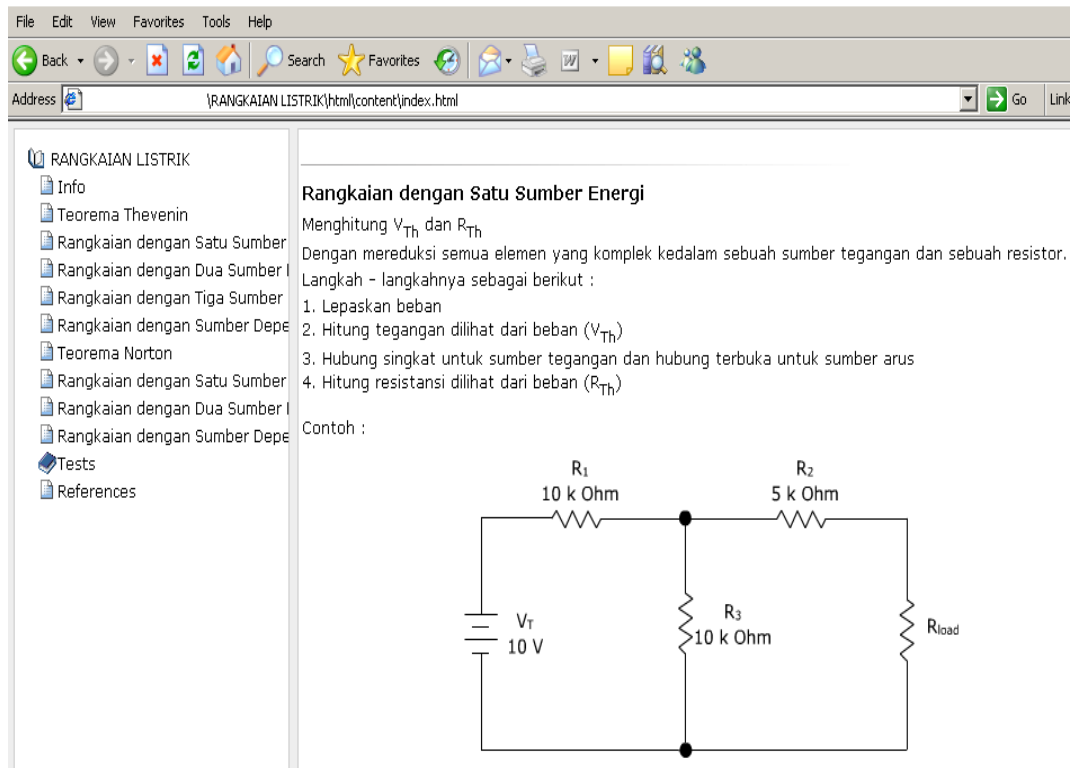 File Edit View Favorites Tools Help
Back Search Favorites
Address \RANGKAIAN LISTRIK\html\content\index.html Go Link
RANGKAIAN LISTRIK
Info
Teorema Thevenin
Rangkaian dengan Satu Sumber
Rangkaian dengan Dua Sumber
Rangkaian dengan Tiga Sumber
Rangkaian dengan Sumber Depe
Teorema Norton
Rangkaian dengan Satu Sumber
Rangkaian dengan Dua Sumber
Rangkaian dengan Sumber Depe
Tests
References
Rangkaian dengan Satu Sumber Energi
Menghitung VTh dan RTh
Dengan mereduksi semua elemen yang komplek kedalam sebuah sumber tegangan dan sebuah resistor.
Langkah - langkahnya sebagai berikut :
1. Lepaskan beban
2. Hitung tegangan dilihat dari beban (VTh)
3. Hubung singkat untuk sumber tegangan dan hubung terbuka untuk sumber arus
4. Hitung resistansi dilihat dari beban (RTh)
Contoh :
R1
10 k Ohm
R2
5 k Ohm
VT
10 V
R3
10 k Ohm
Rload